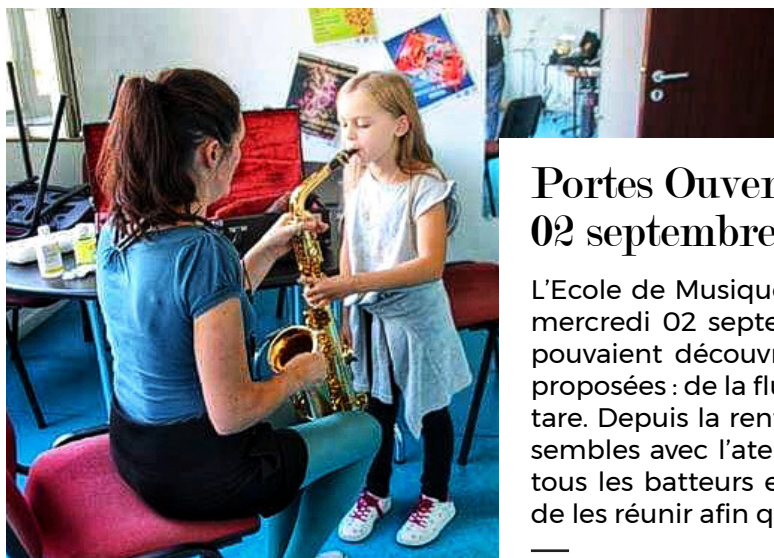 Portes Ouver
02 septembre
L'Ecole de Musique
mercredi 02 septe
pouvaient découvr
proposées : de la flu
tare. Depuis la ren
sembles avec l'ate
tous les batteurs e
de les réunir afin q